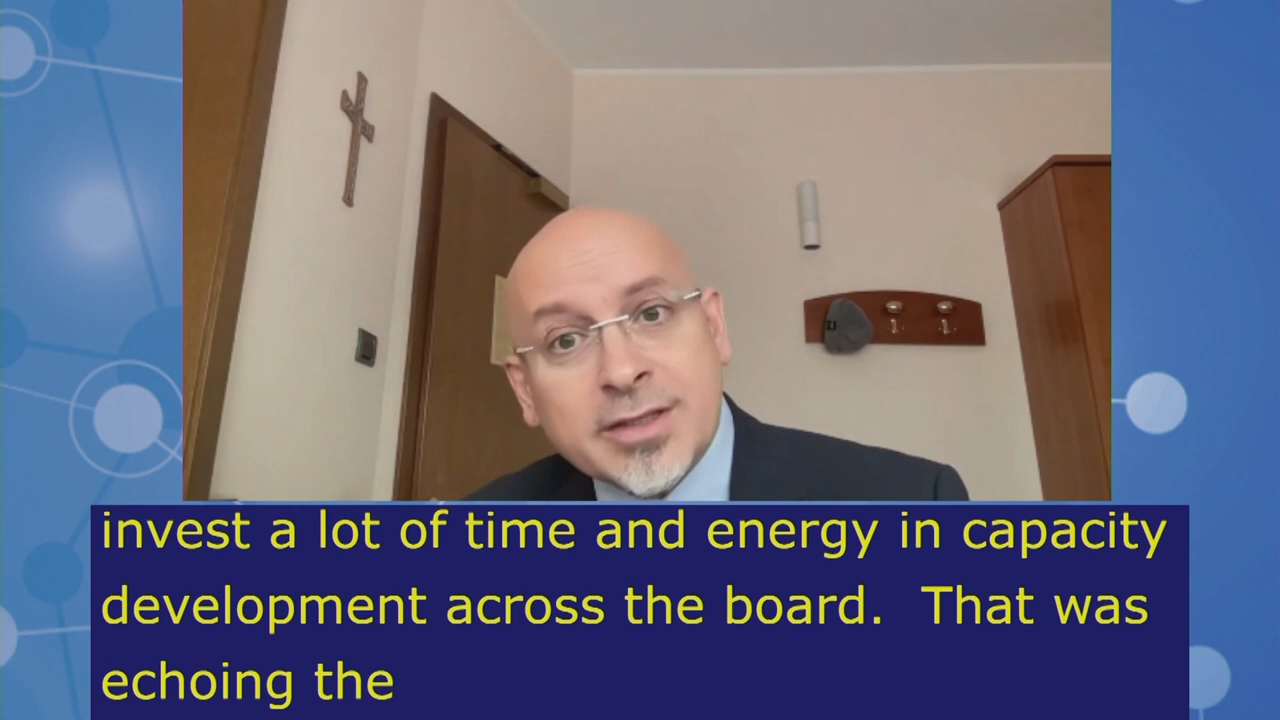 invest a lot of time and energy in capacity
development across the board.  That was
echoing the